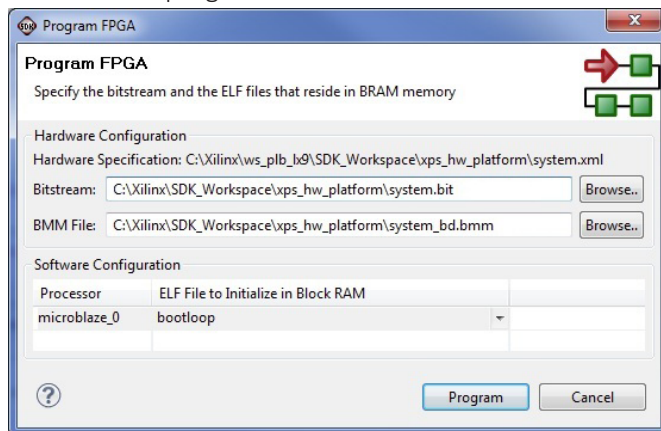 SDK Program FPGA
Program FPGA
Specify the bitstream and the ELF files that reside in BRAM memory
Hardware Configuration
Hardware Specification: C:\Xilinx\ws_plb_lx9\SDK_Workspace\xps_hw_platform\system.xml
Bitstream: C:\Xilinx\SDK_Workspace\xps_hw_platform\system.bit Browse..
BMM File: C:\Xilinx\SDK_Workspace\xps_hw_platform\system_bd.bmm Browse..
Software Configuration
Processor ELF File to Initialize in Block RAM
microblaze_0 bootloop
? Program Cancel